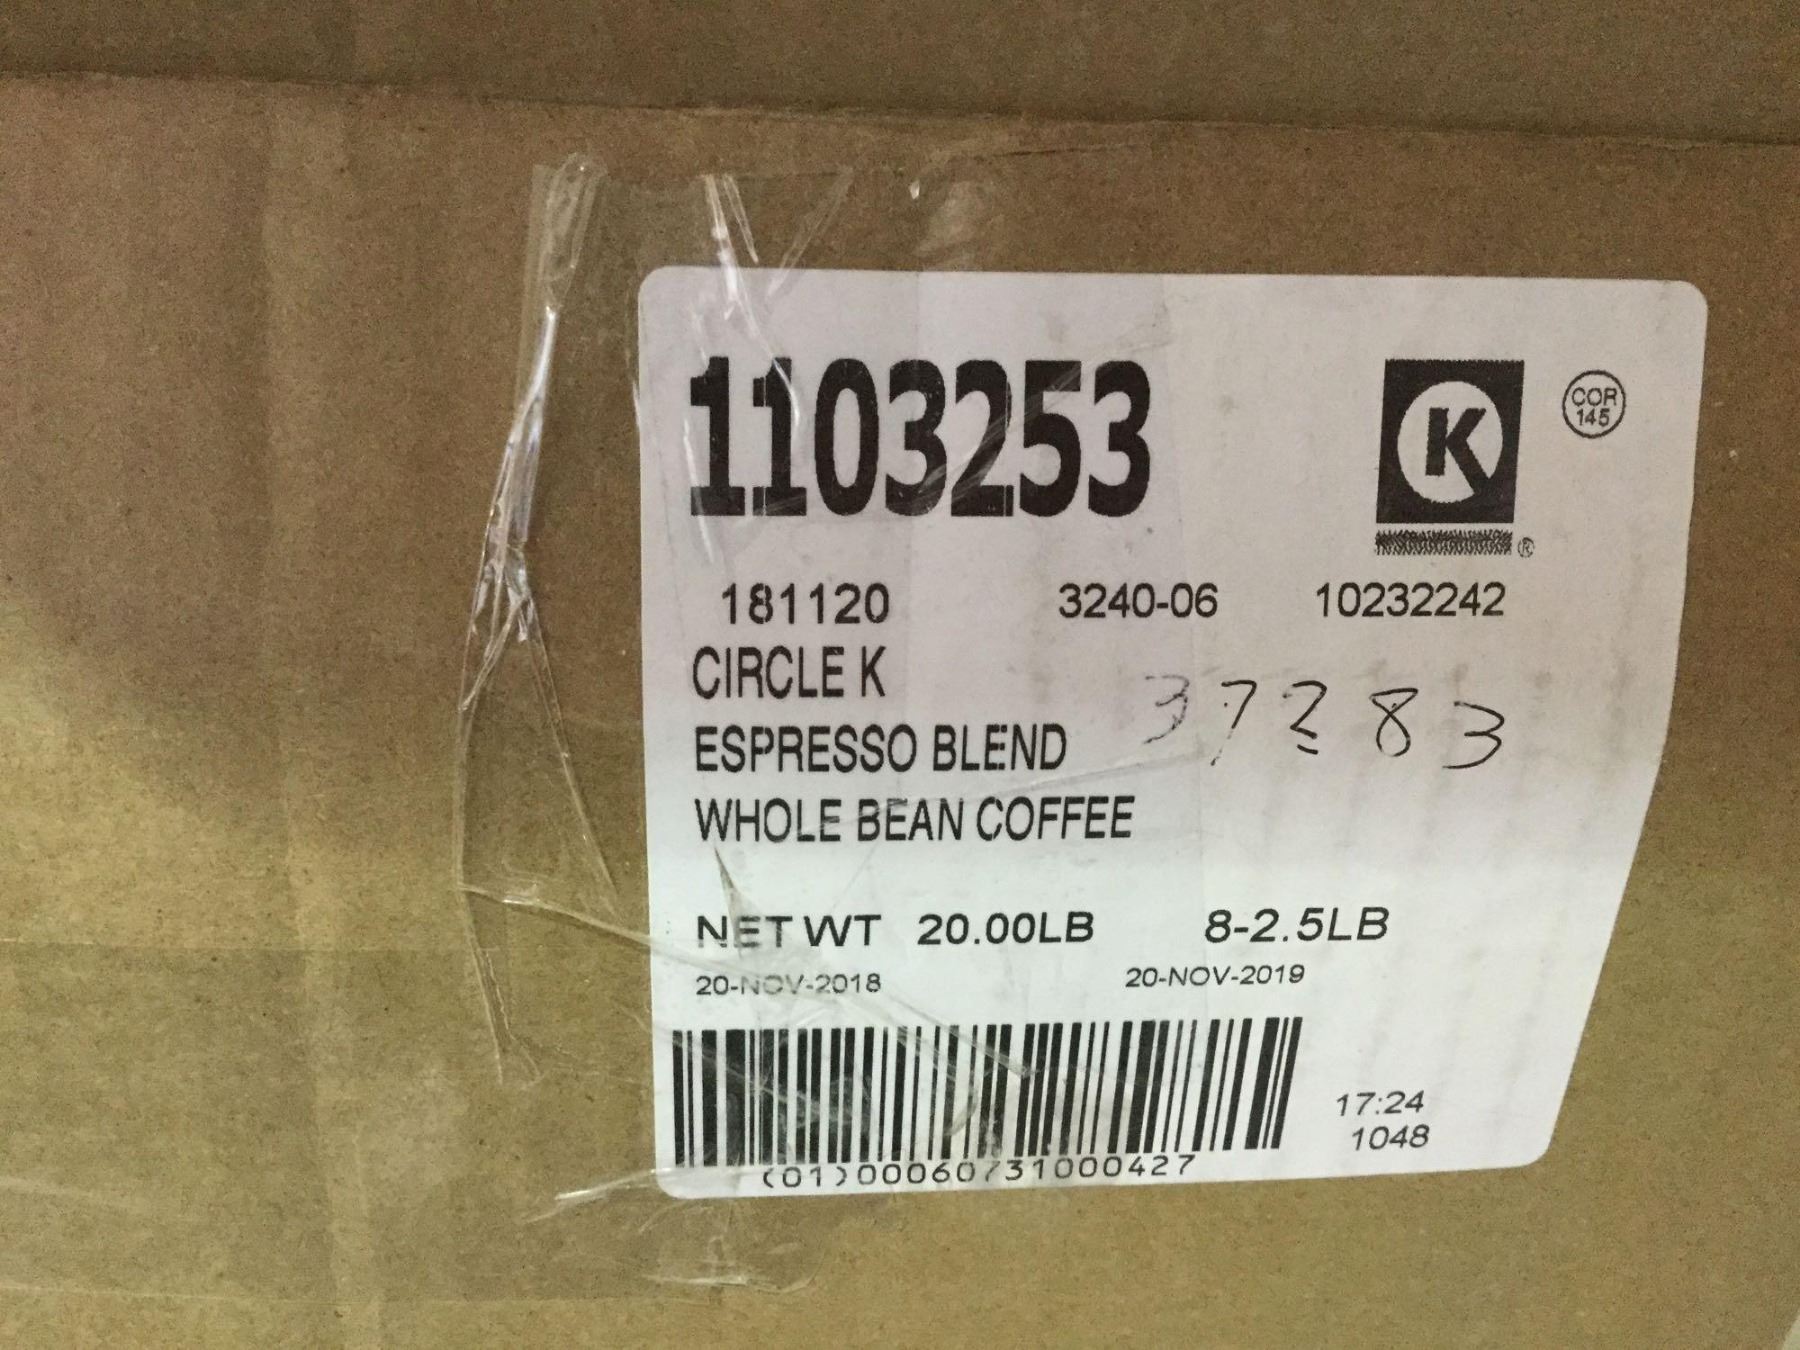 1103253
K
COR
145
®
181120 3240-06 10232242
CIRCLE K
37383
ESPRESSO BLEND
WHOLE BEAN COFFEE
NET WT 20.00LB 8-2.5LB
20-NOV-2018 20-NOV-2019
17:24
1048
(01)00060731000427